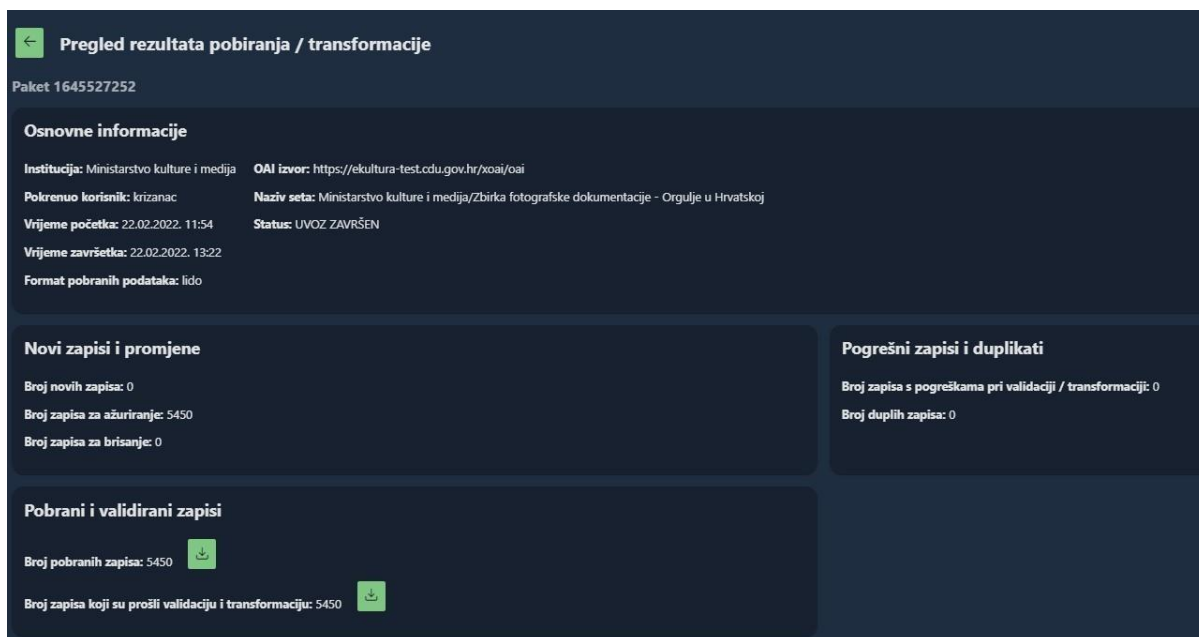 Pregled rezultata pobiranja / transformacije
Paket 1645527252
Osnovne informacije
Institucija: Ministarstvo kulture i medija
OAI izvor: https://ekultura-test.cdu.gov.hr/xoai/oai
Pokrenuo korisnik: krizanac
Naziv seta: Ministarstvo kulture i medija/Zbirka fotografske dokumentacije - Orgulje u Hrvatskoj
Vrijeme početka: 22.02.2022. 11:54
Status: UVOZ ZAVRŠEN
Vrijeme završetka: 22.02.2022. 13:22
Format pobranih podataka: lido
Novi zapisi i promjene
Broj novih zapisa: 0
Broj zapisa za ažuriranje: 5450
Broj zapisa za brisanje: 0
Pogrešni zapisi i duplikati
Broj zapisa s pogreškama pri validaciji / transformaciji: 0
Broj duplih zapisa: 0
Pobrani i validirani zapisi
Broj pobranih zapisa: 5450
Broj zapisa koji su prošli validaciju i transformaciju: 5450